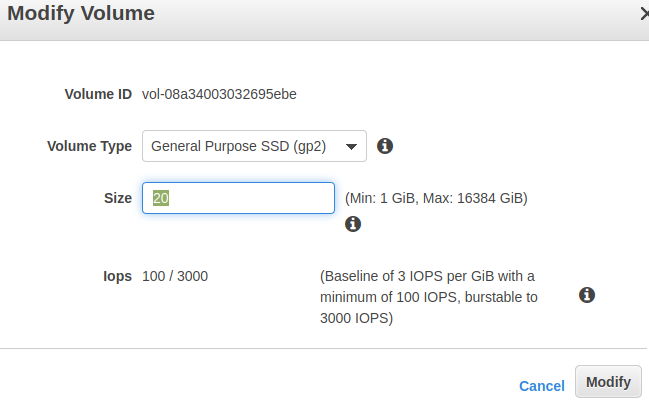 Modify Volume
Volume ID vol-08a34003032695ebe
Volume Type General Purpose SSD (gp2)
Size 20 (Min: 1 GiB, Max: 16384 GiB)
Iops 100 / 3000 (Baseline of 3 IOPS per GiB with a
minimum of 100 IOPS, burstable to
3000 IOPS)
Cancel Modify